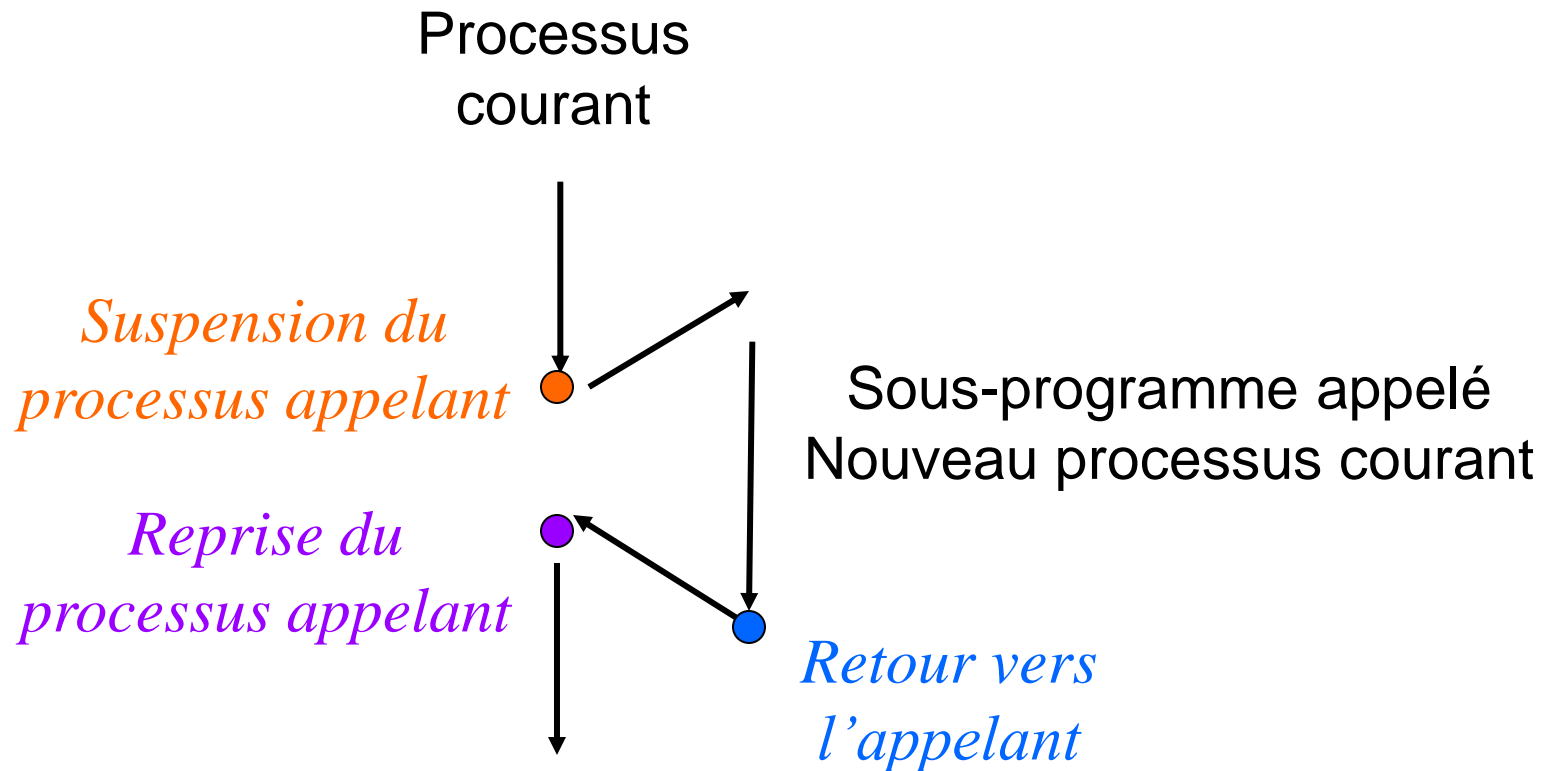 Processus
courant
Suspension du
processus appelant
Sous-programme appelé
Nouveau processus courant
Reprise du
processus appelant
Retour vers
l’appelant